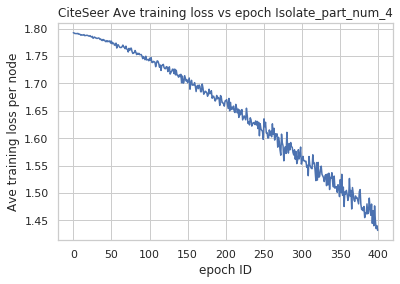 CiteSeer Ave training loss vs epoch Isolate_part_num_4
Ave training loss per node
1.80
1.75
1.70
1.65
1.60
1.55
1.50
1.45
0 50 100 150 200 250 300 350 400
epoch ID